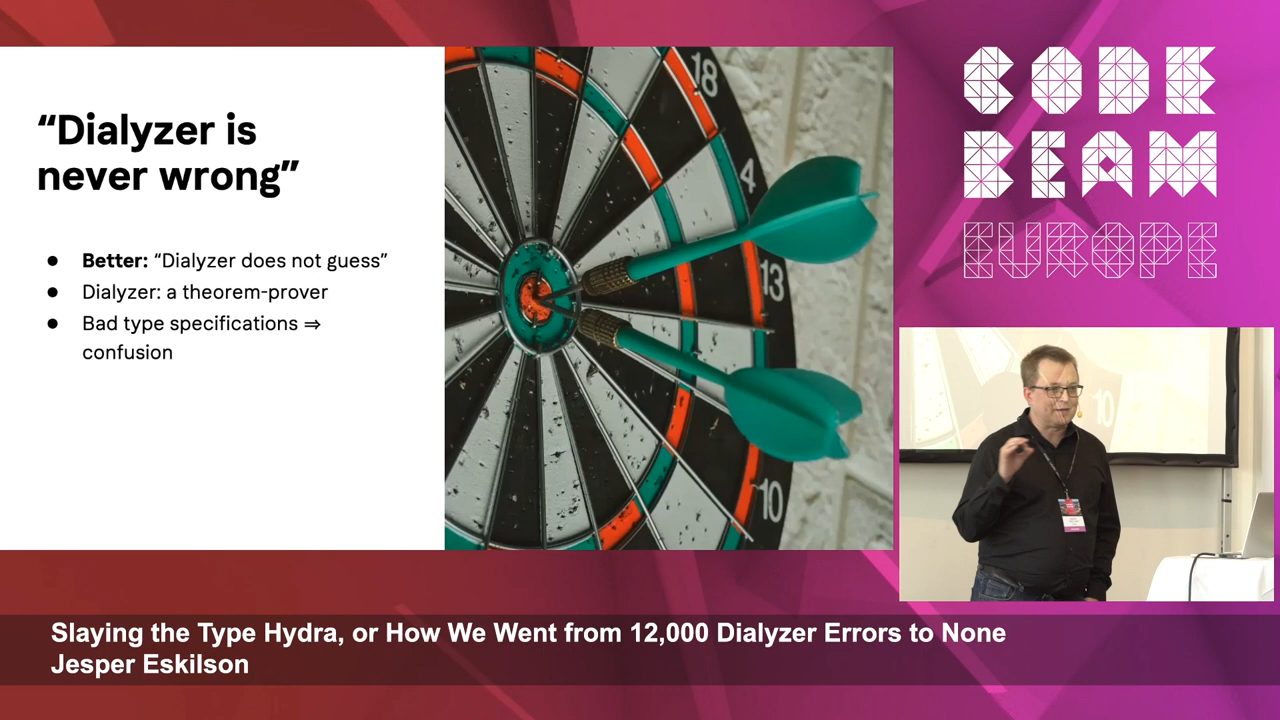 “Dialyzer is
never wrong”
● Better: “Dialyzer does not guess”
● Dialyzer: a theorem-prover
● Bad type specifications ⇒
confusion
18
4
13
10
CODE
BEAM
EUROPE
10
Slaying the Type Hydra, or How We Went from 12,000 Dialyzer Errors to None
Jesper Eskilson